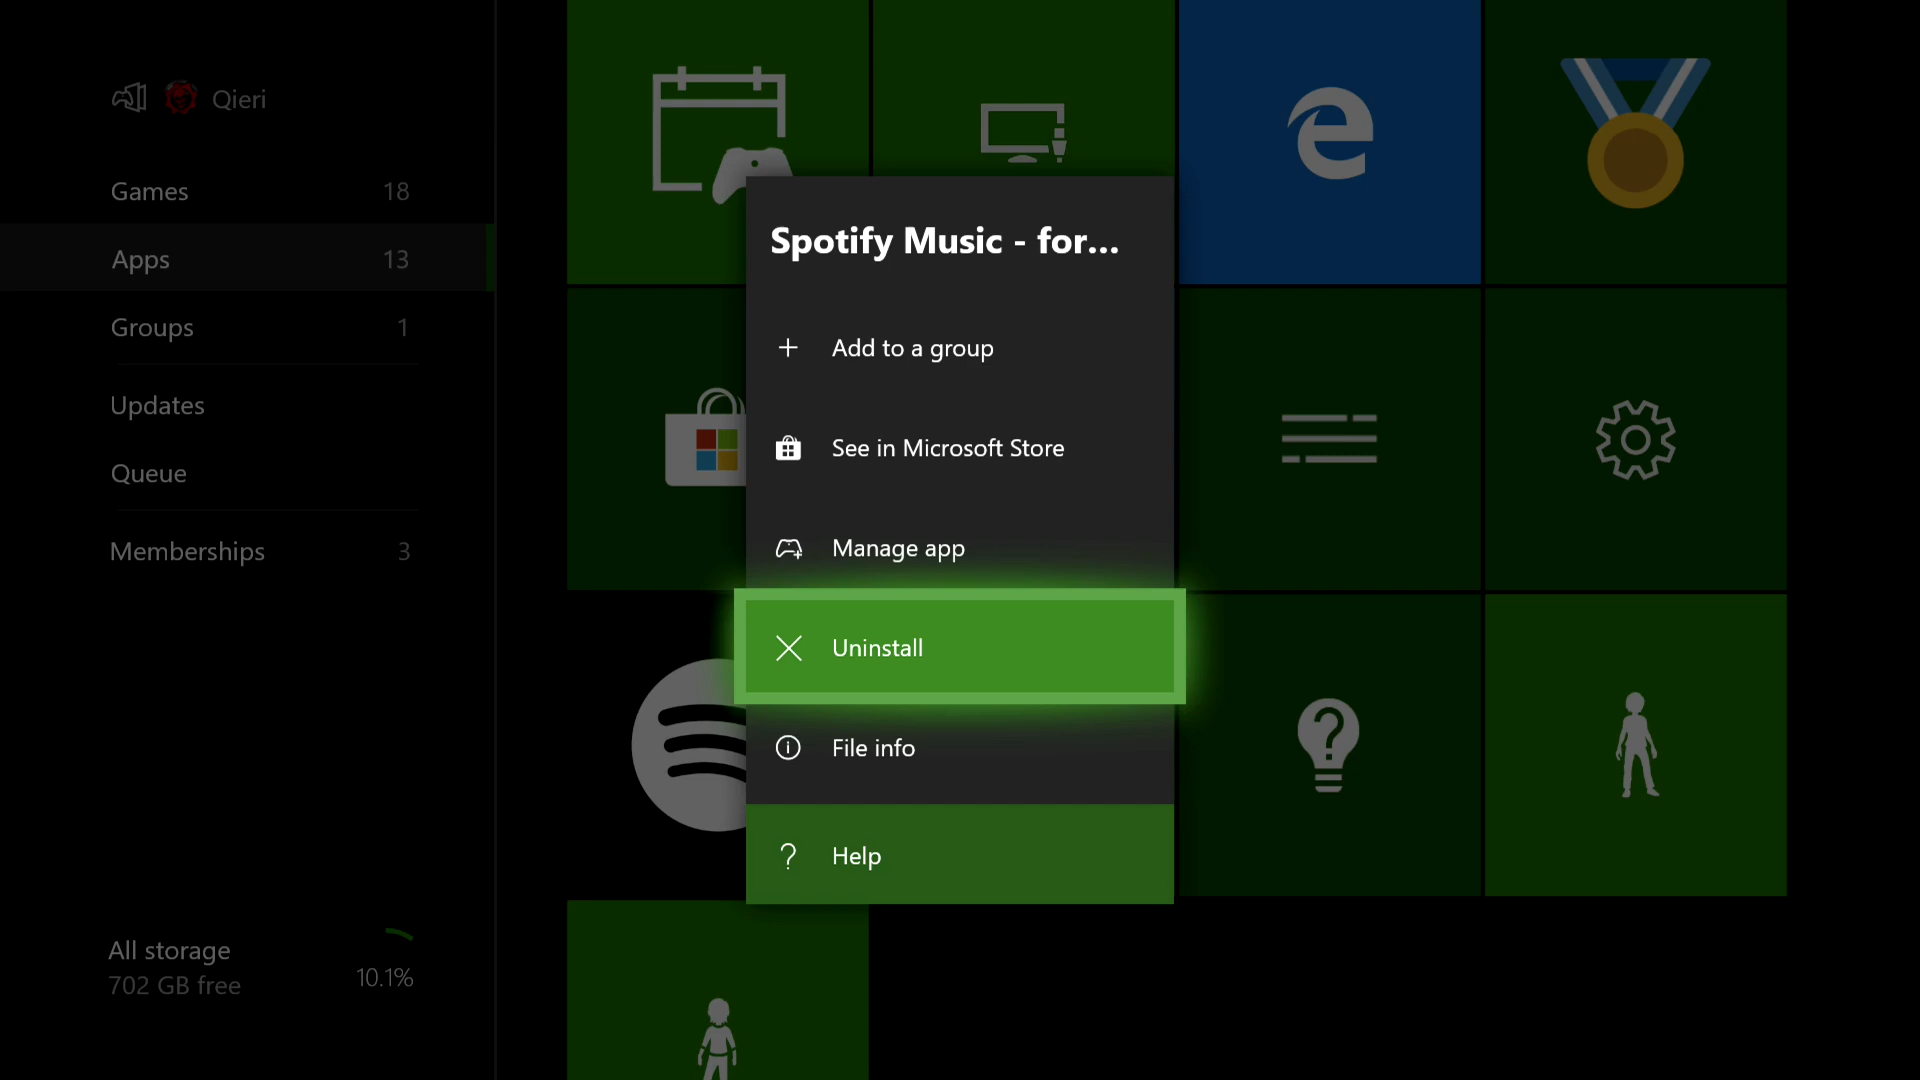 Qieri
Games 18
Apps 13
Groups 1
Updates
Queue
Memberships 3
All storage
702 GB free
10.1%
Spotify Music - for...
Add to a group
See in Microsoft Store
Manage app
Uninstall
File info
Help